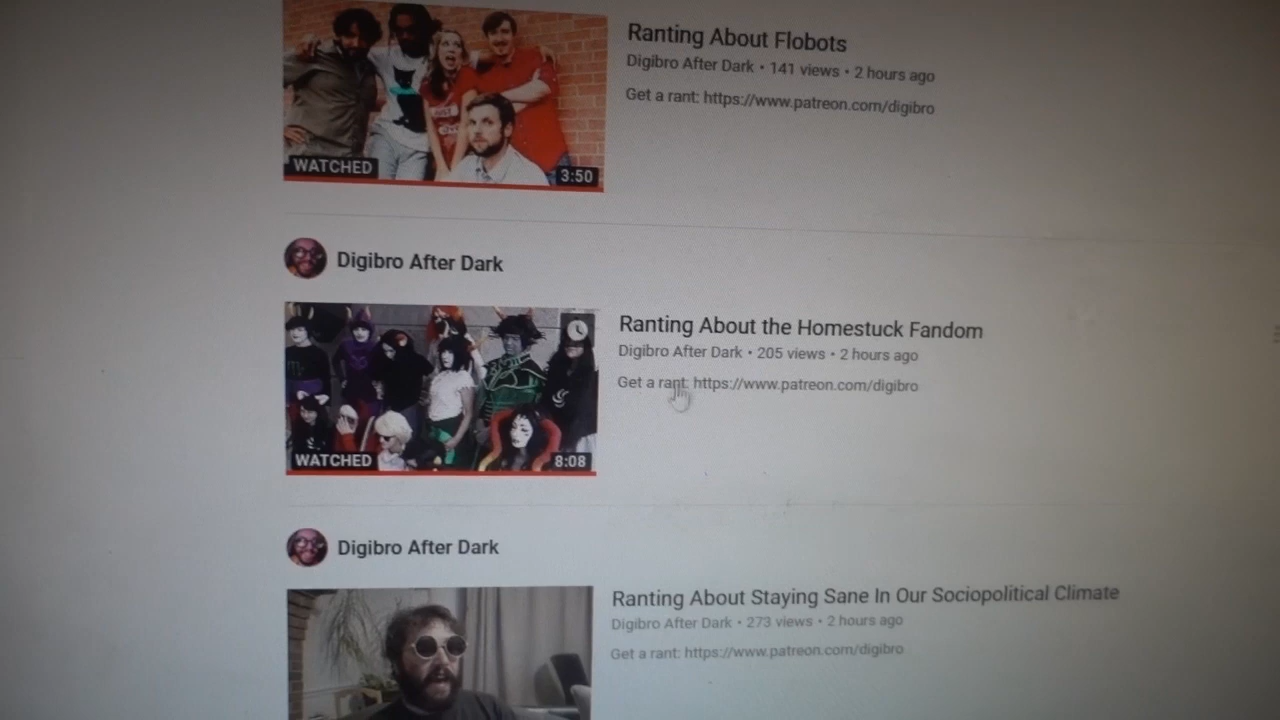 Ranting About Flobots
Digibro After Dark • 141 views • 2 hours ago
Get a rant: https://www.patreon.com/digibro
WATCHED
3:50
Digibro After Dark
Ranting About the Homestuck Fandom
Digibro After Dark • 205 views • 2 hours ago
Get a rant: https://www.patreon.com/digibro
WATCHED
8:08
Digibro After Dark
Ranting About Staying Sane In Our Sociopolitical Climate
Digibro After Dark • 273 views • 2 hours ago
Get a rant: https://www.patreon.com/digibro